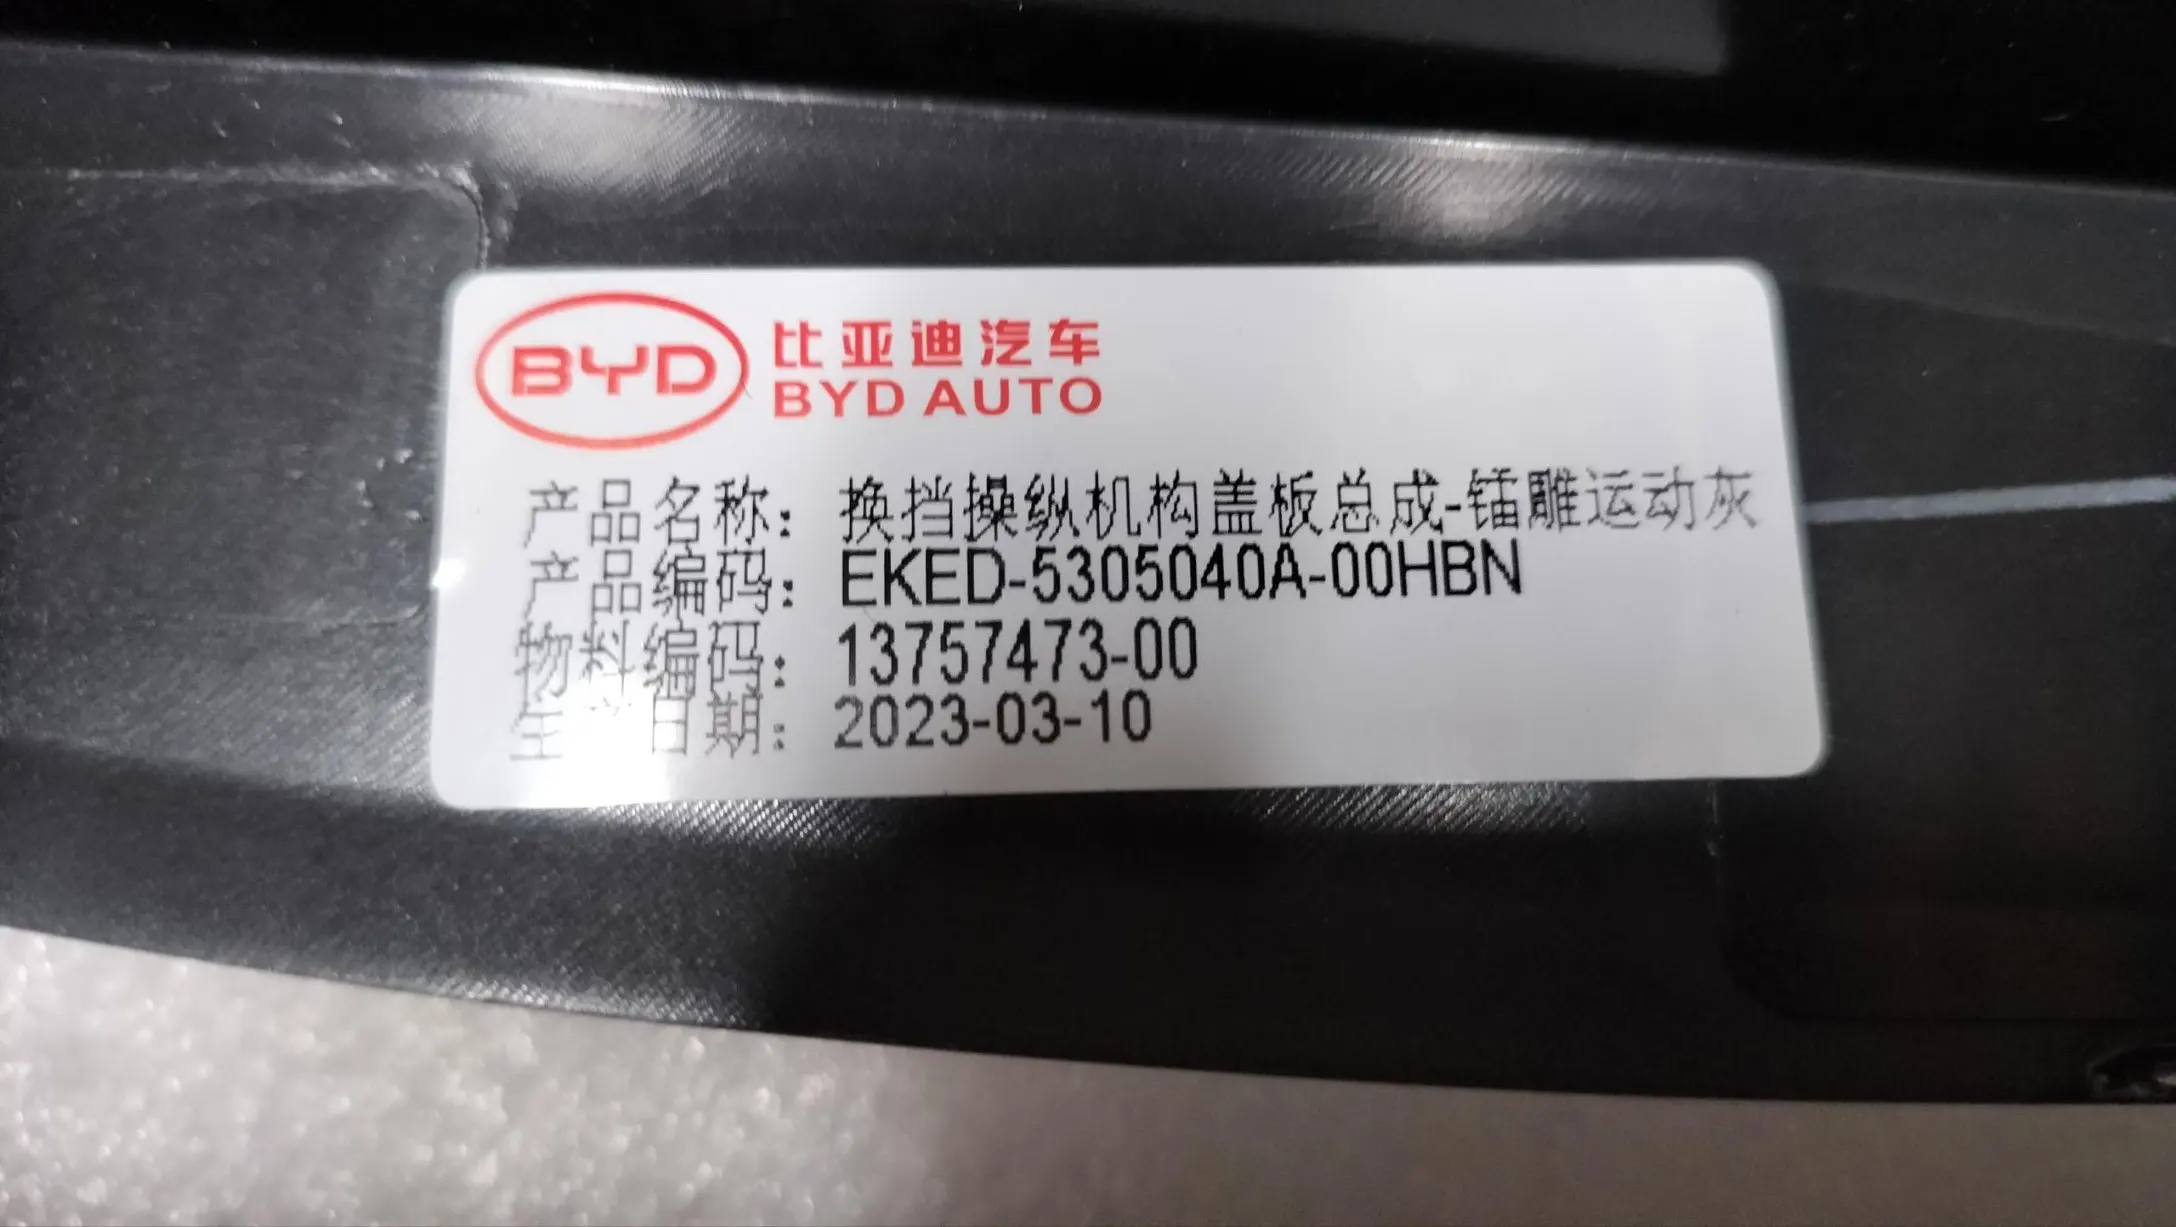 BYD
比亚迪汽车
BYD AUTO
产品名称：换挡操纵机构盖板总成-镭雕运动灰
产品编码：EKED-5305040A-00HBN
物料编码：13757473-00
生产日期：2023-03-10